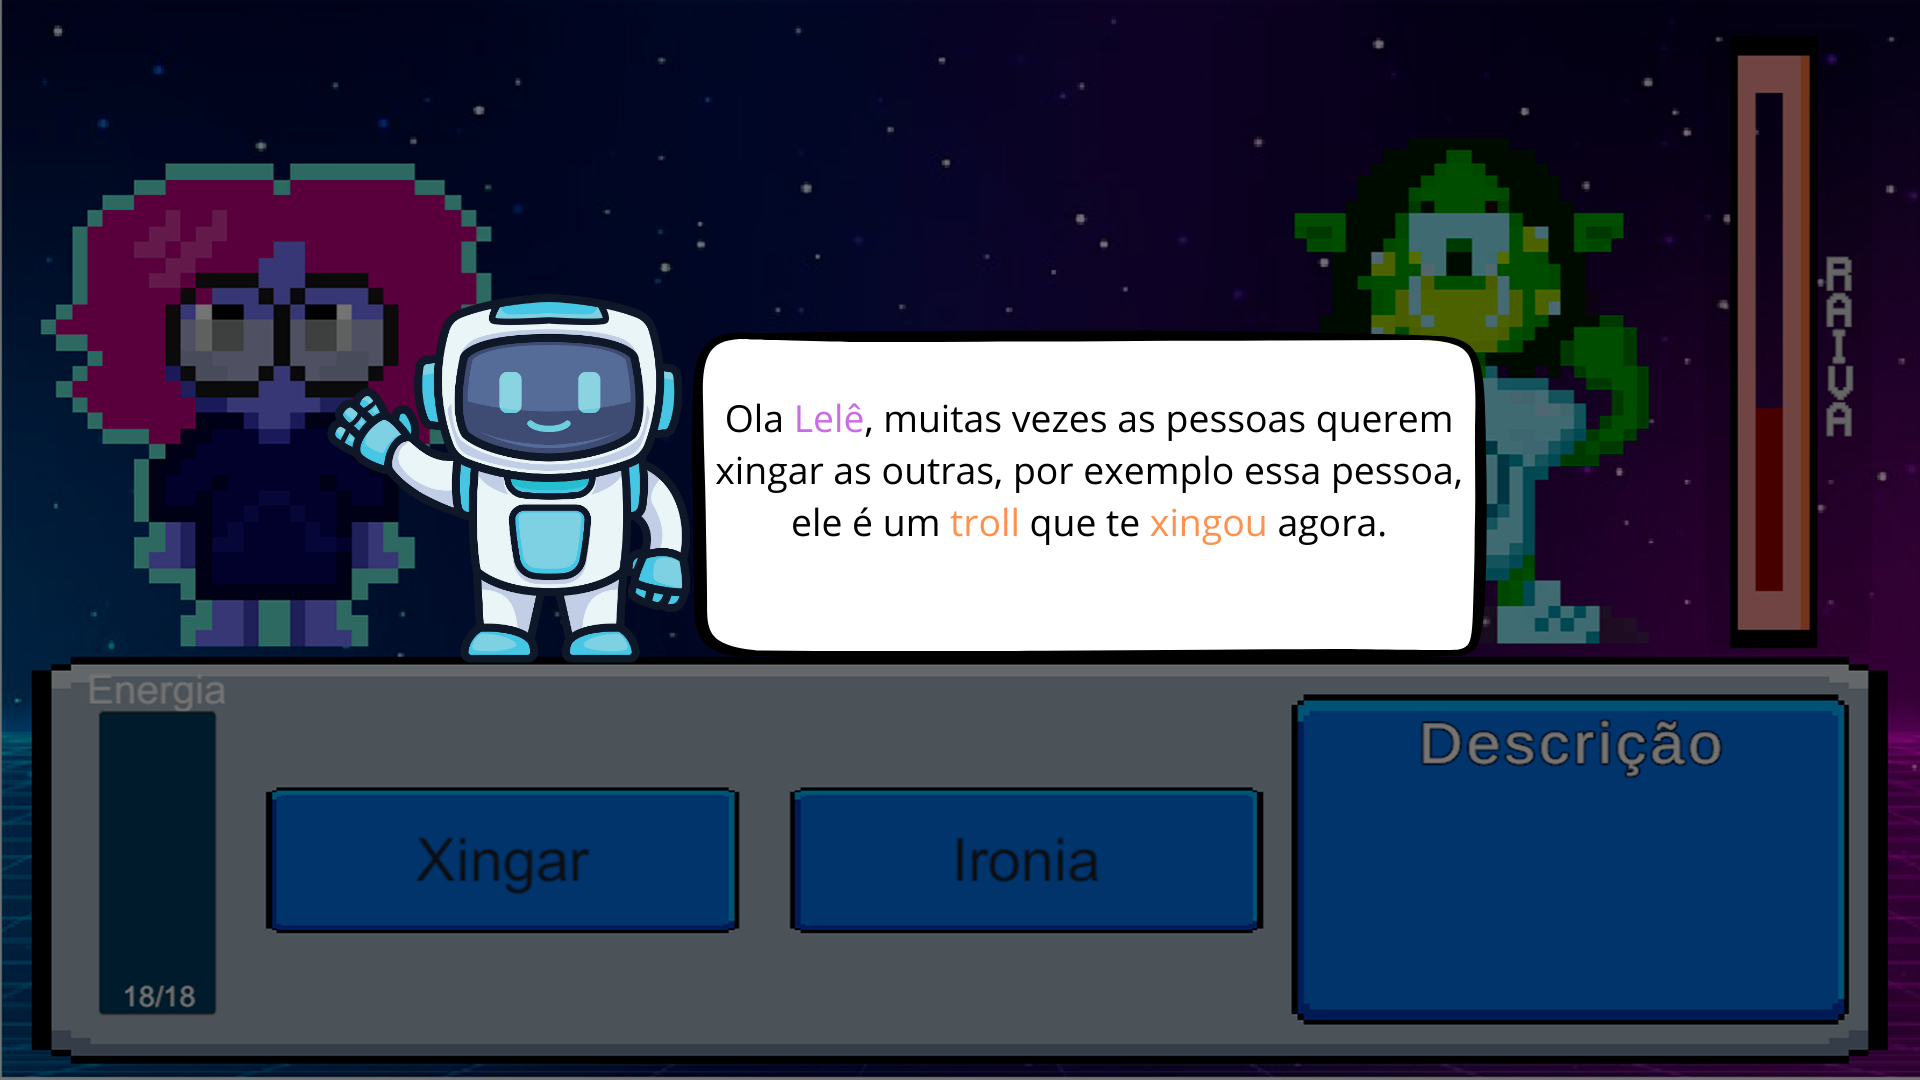 Ola Lelê, muitas vezes as pessoas querem
xingar as outras, por exemplo essa pessoa,
ele é um troll que te xingou agora.
RAIVA
Energia
18/18
Xingar
Ironia
Descrição